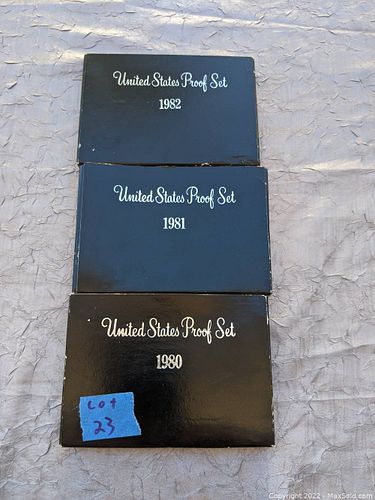 United States Proof Set
1982
United States Proof Set
1981
United States Proof Set
1980
Lot
23
Copyright 2022 - MaxSold.com